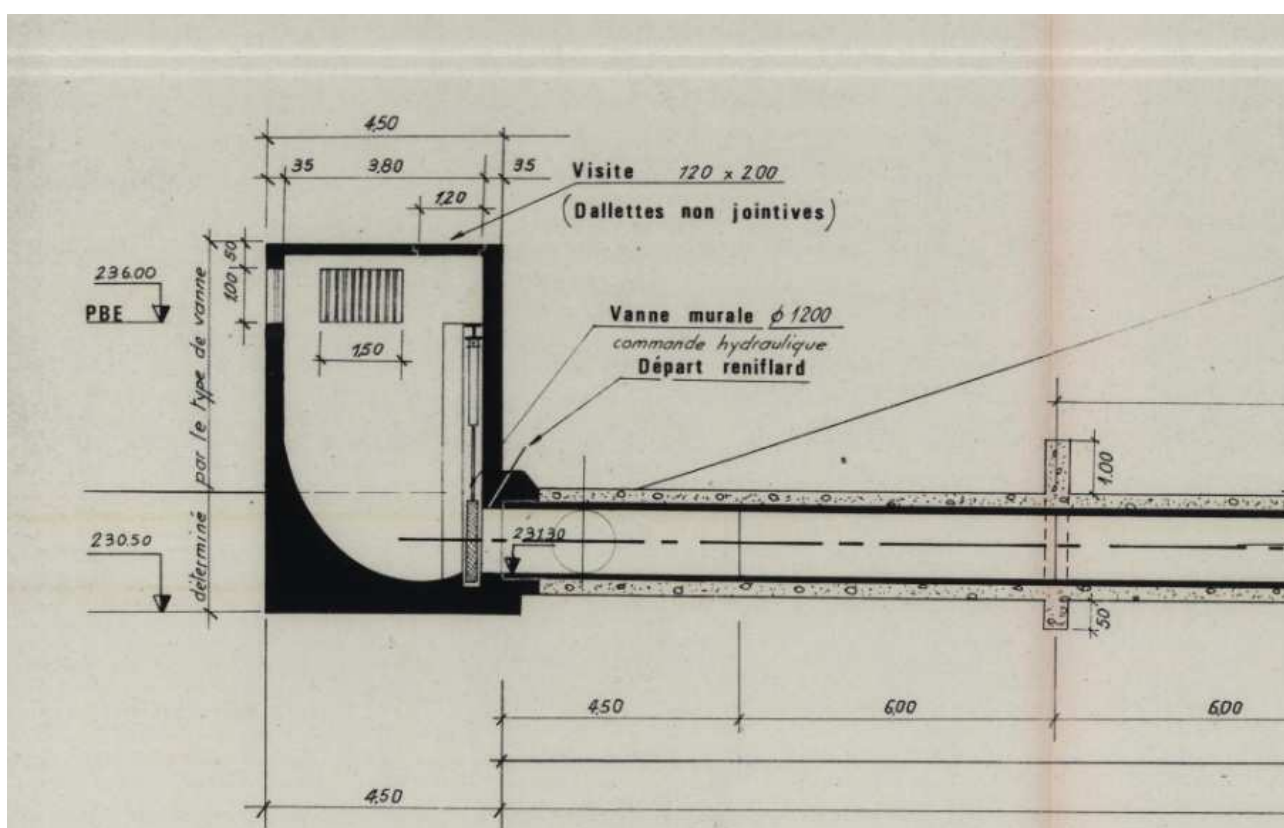 4,50
35
3,80
35
Visite 120 x 200
1,20
(Dallettes non jointives)
50
236.00
1,00
PBE
Vanne murale ϕ 1200
commande hydraulique
1,50
Départ reniflard
déterminé par le type de vanne
1.00
230.50
231.30
50
4,50
6,00
6,00
4,50